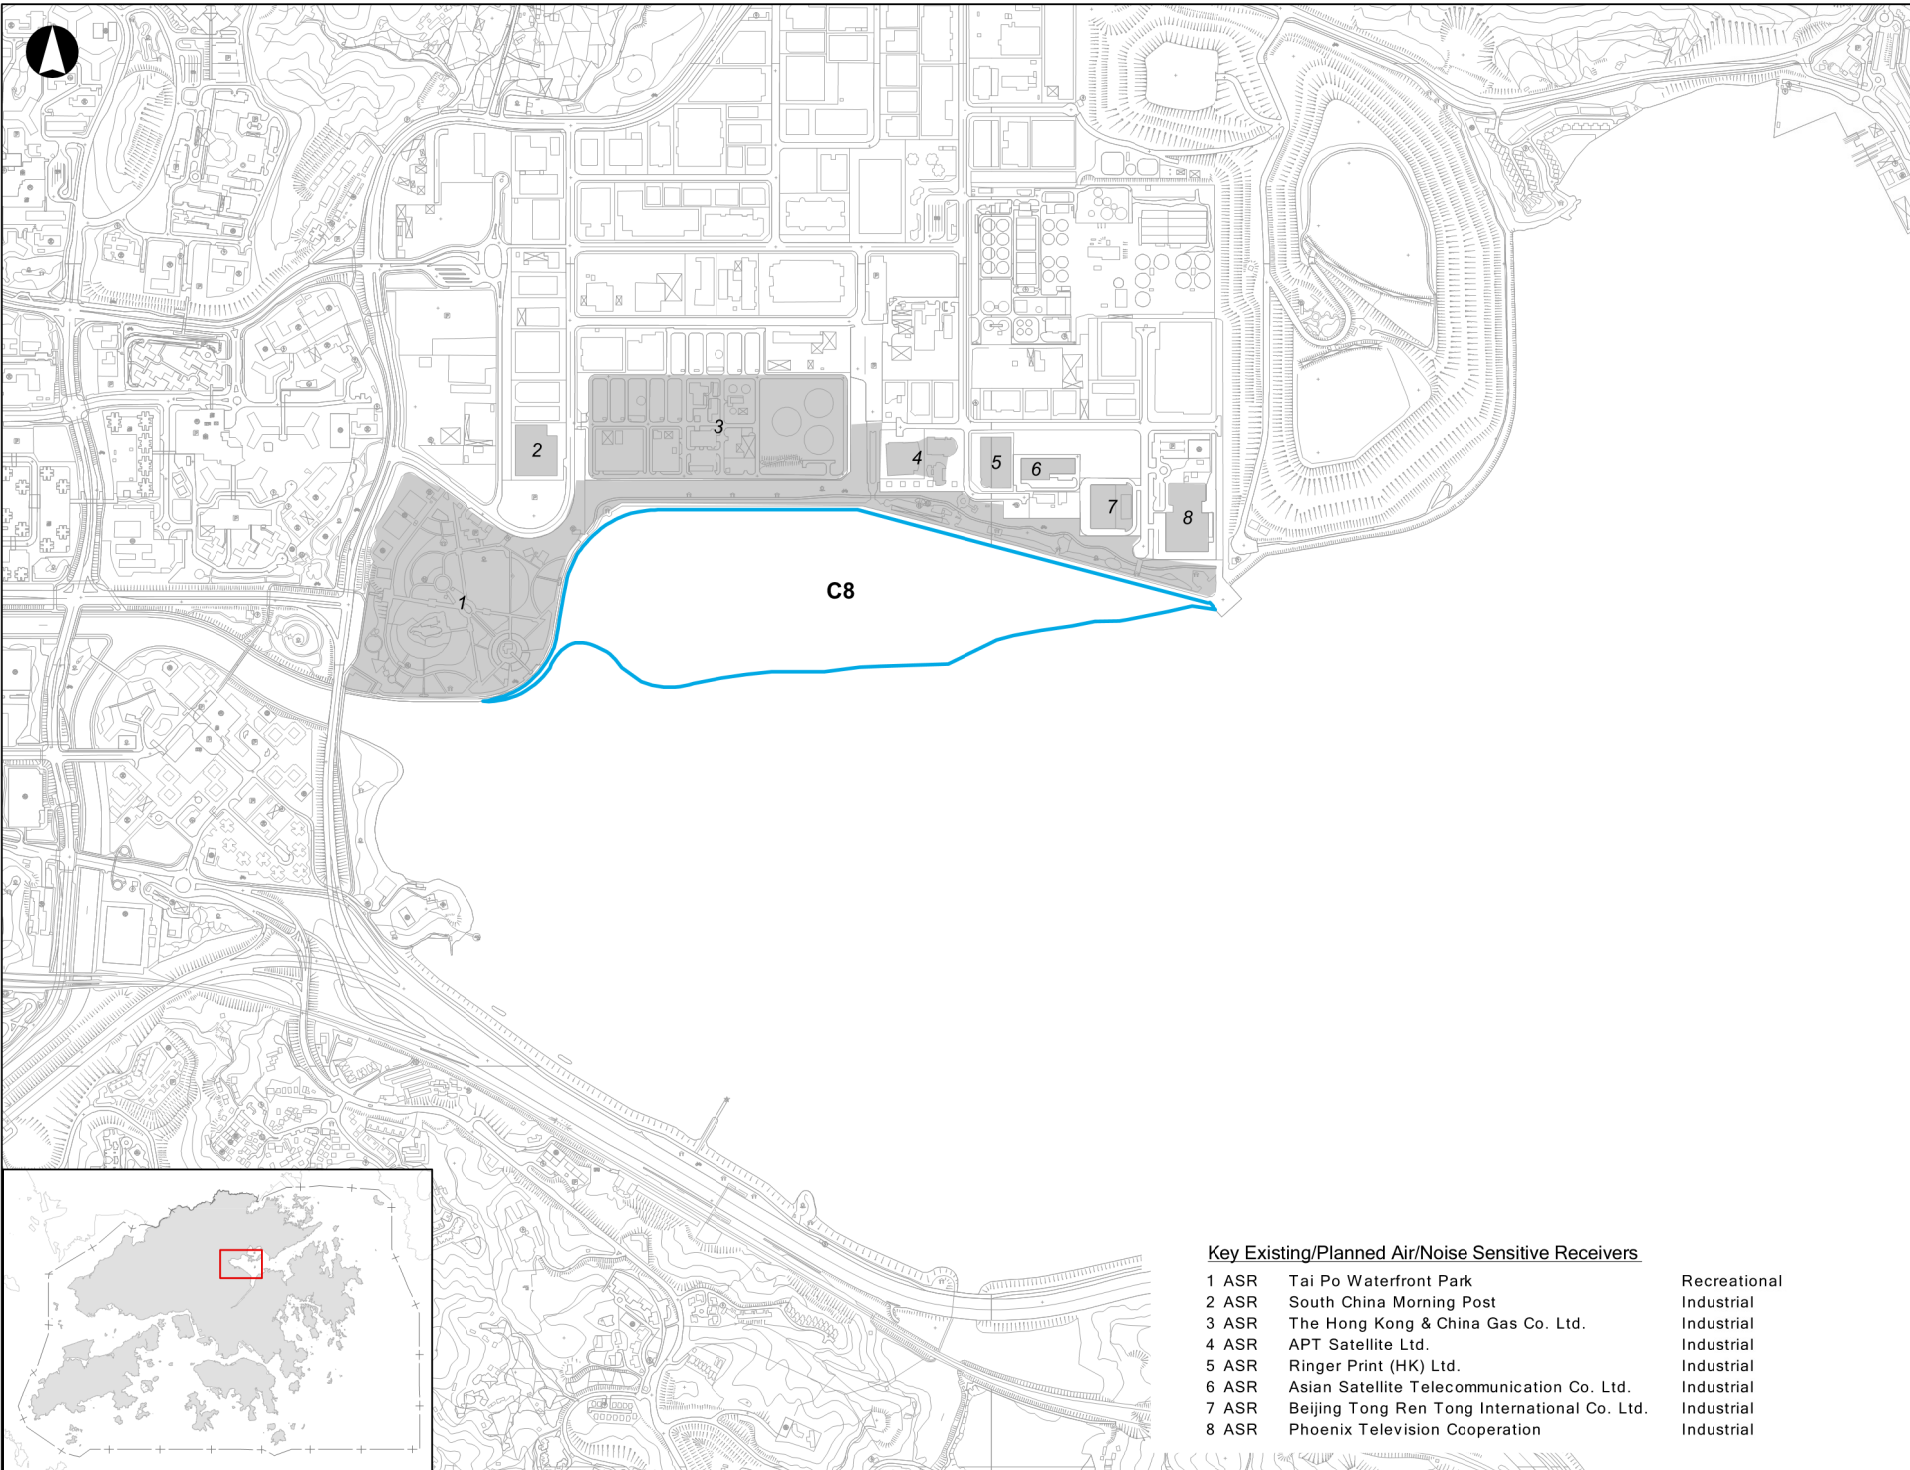 2
3
4
5
6
7
8
C8
1
Key Existing/Planned Air/Noise Sensitive Receivers
1 ASR Tai Po Waterfront Park Recreational
2 ASR South China Morning Post Industrial
3 ASR The Hong Kong & China Gas Co. Ltd. Industrial
4 ASR APT Satellite Ltd. Industrial
5 ASR Ringer Print (HK) Ltd. Industrial
6 ASR Asian Satellite Telecommunication Co. Ltd. Industrial
7 ASR Beijing Tong Ren Tong International Co. Ltd. Industrial
8 ASR Phoenix Television Cooperation Industrial